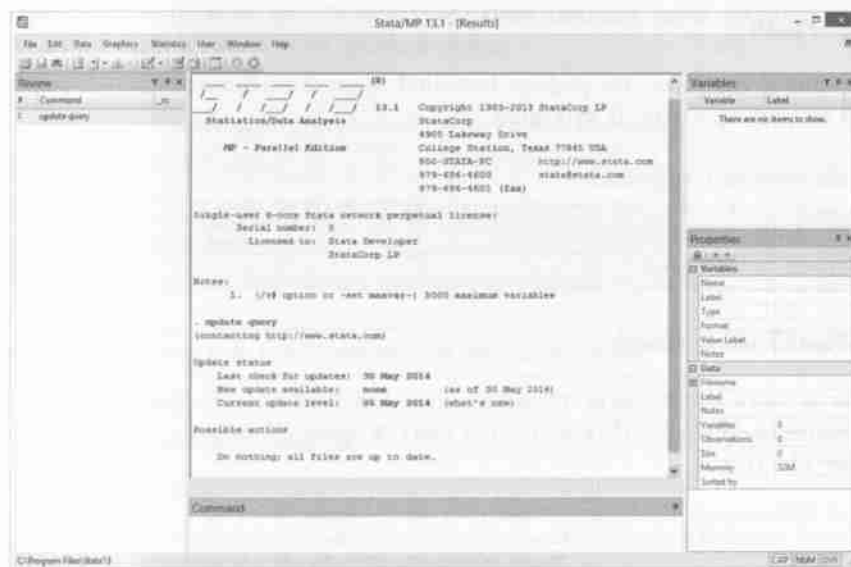 Stata/MP 13.1 - [Results]
File Edit Data Graphics Statistics User Window Help
Review
# Command _rc
1 update query
(R)
STATA 13.1 Copyright 1985-2013 StataCorp LP
Statistics/Data Analysis StataCorp
4905 Lakeway Drive
MP - Parallel Edition College Station, Texas 77845 USA
800-STATA-PC http://www.stata.com
979-696-4600 stata@stata.com
979-696-4601 (fax)
Single-user 8-core Stata network perpetual license:
Serial number:
Licensed to: Stata Developer
StataCorp LP
Notes:
1. (/v# option or -set maxvar-) 5000 maximum variables
. update query
(contacting http://www.stata.com)
Update status
Last check for updates: 30 May 2014
New update available: none (as of 30 May 2014)
Current update level: May 2014 (what's new)
Possible actions
Do nothing; all files are up to date.
Command
Variables
Variable Label
There are no items to show.
Properties
Variables
Name
Label
Type
Format
Value Label
Notes
Data
Filename
Label
Notes
Variables 0
Observations 0
Size 0
Memory 32M
Sorted by
C:\Program Files\Stata13
CAP NUM OVR